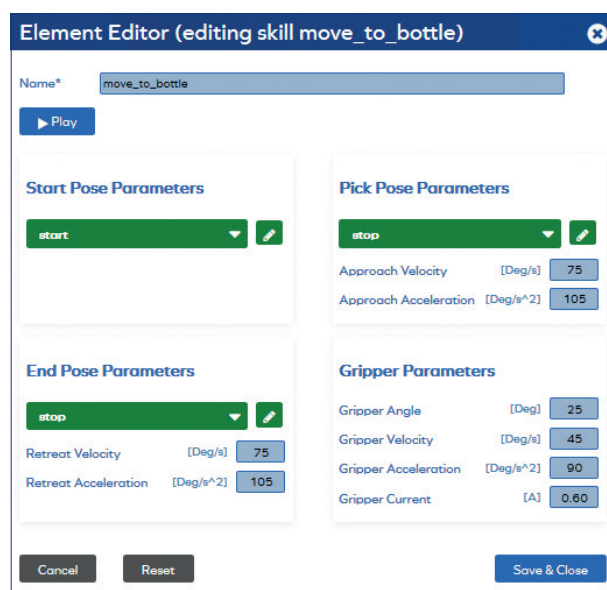 Element Editor (editing skill move_to_bottle)
Name* move_to_bottle
Play
Start Pose Parameters
start
Pick Pose Parameters
stop
Approach Velocity [Deg/s] 75
Approach Acceleration [Deg/s^2] 105
End Pose Parameters
stop
Retreat Velocity [Deg/s] 75
Retreat Acceleration [Deg/s^2] 105
Gripper Parameters
Gripper Angle [Deg] 25
Gripper Velocity [Deg/s] 45
Gripper Acceleration [Deg/s^2] 90
Gripper Current [A] 0.60
Cancel Reset Save & Close